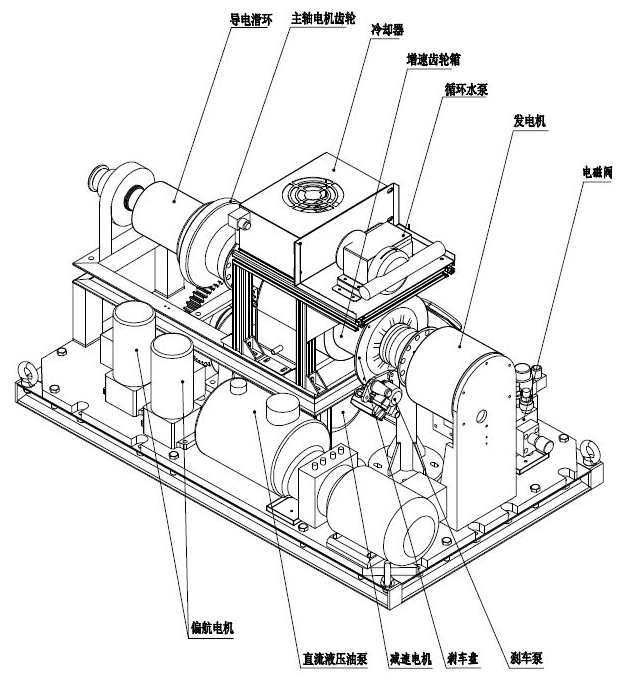 导电滑环
主轴电机齿轮
冷却器
增速齿轮箱
循环水泵
发电机
电磁阀
偏航电机
直流液压油泵
减速电机
刹车盘
刹车泵